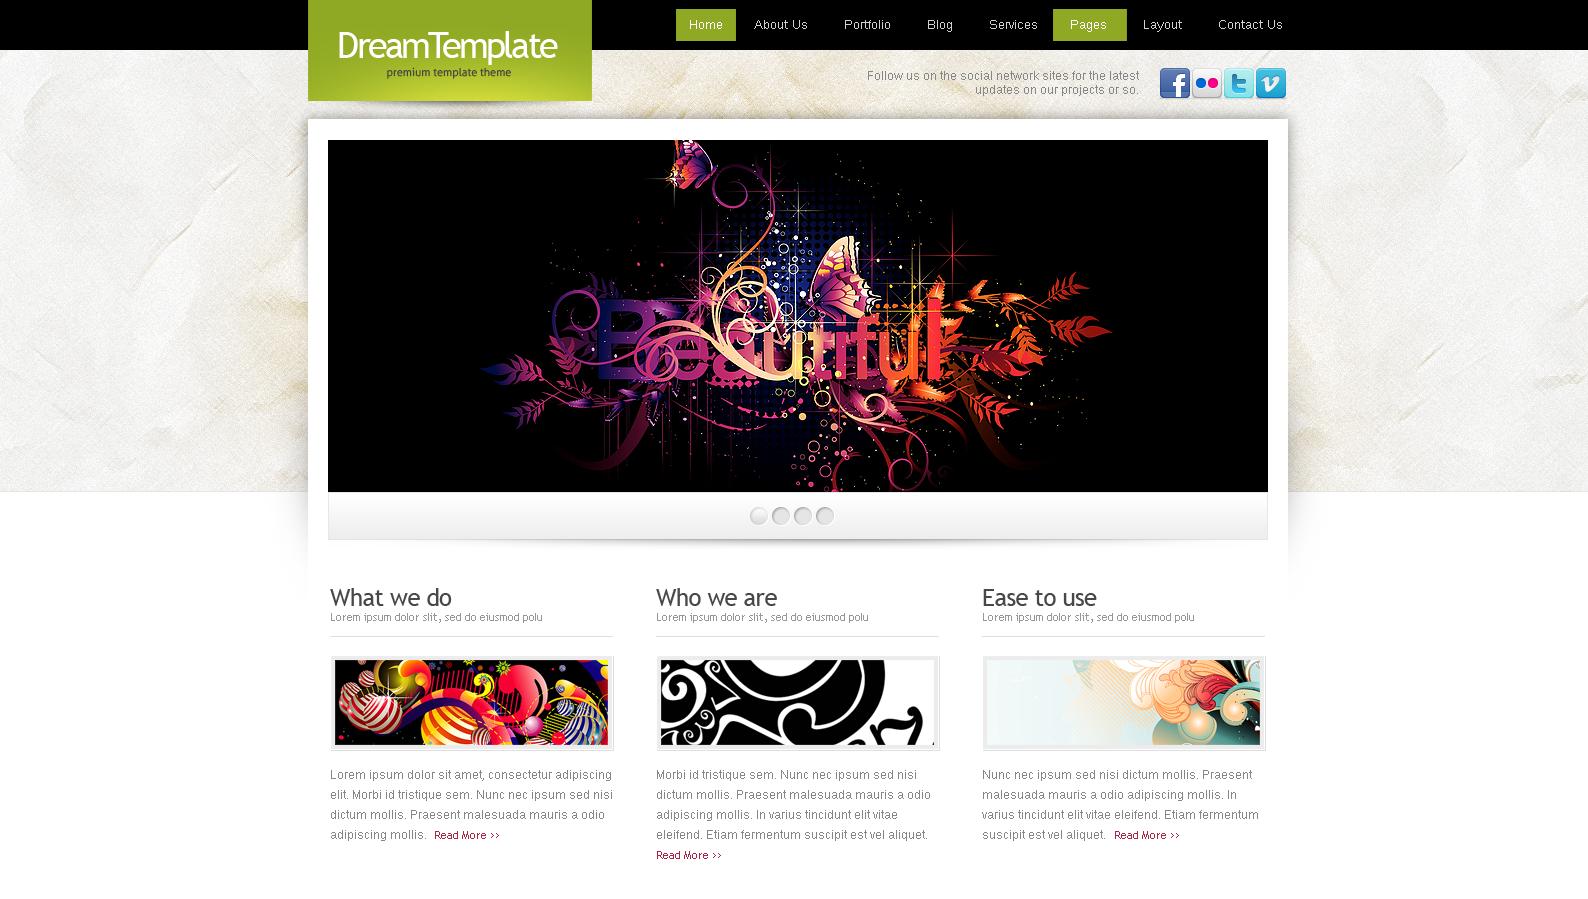 DreamTemplate
premium template theme
Home About Us Portfolio Blog Services Pages Layout Contact Us
Follow us on the social network sites for the latest
updates on our projects or so.
Beautiful
What we do
Lorem ipsum dolor slit, sed do eiusmod polu
Lorem ipsum dolor sit amet, consectetur adipiscing
elit. Morbi id tristique sem. Nunc nec ipsum sed nisi
dictum mollis. Praesent malesuada mauris a odio
adipiscing mollis. Read More >>
Who we are
Lorem ipsum dolor slit, sed do eiusmod polu
Morbi id tristique sem. Nunc nec ipsum sed nisi
dictum mollis. Praesent malesuada mauris a odio
adipiscing mollis. In varius tincidunt elit vitae
eleifend. Etiam fermentum suscipit est vel aliquet.
Read More >>
Ease to use
Lorem ipsum dolor slit, sed do eiusmod polu
Nunc nec ipsum sed nisi dictum mollis. Praesent
malesuada mauris a odio adipiscing mollis. In
varius tincidunt elit vitae eleifend. Etiam fermentum
suscipit est vel aliquet. Read More >>